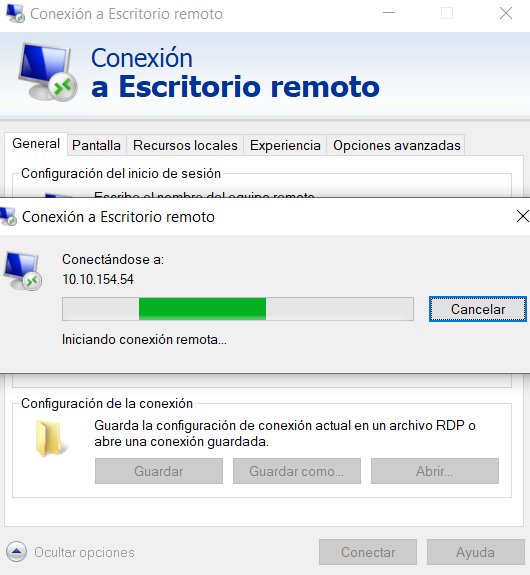 Conexión a Escritorio remoto
Conexión
a Escritorio remoto
General
Pantalla
Recursos locales
Experiencia
Opciones avanzadas
Configuración del inicio de sesión
Escribe el nombre del equipo remoto.
Conexión a Escritorio remoto
Conectándose a:
10.10.154.54
Cancelar
Iniciando conexión remota...
Configuración de la conexión
Guarda la configuración de conexión actual en un archivo RDP o
abre una conexión guardada.
Guardar
Guardar como...
Abrir...
Ocultar opciones
Conectar
Ayuda